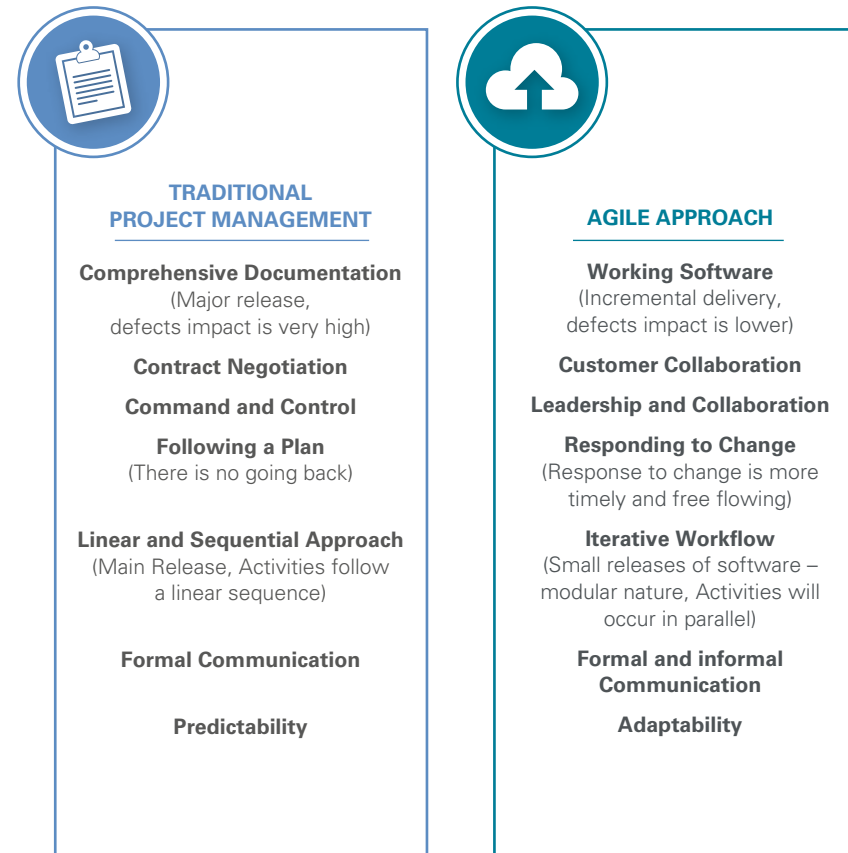 TRADITIONAL
PROJECT MANAGEMENT
Comprehensive Documentation
(Major release,
defects impact is very high)
Contract Negotiation
Command and Control
Following a Plan
(There is no going back)
Linear and Sequential Approach
(Main Release, Activities follow
a linear sequence)
Formal Communication
Predictability
AGILE APPROACH
Working Software
(Incremental delivery,
defects impact is lower)
Customer Collaboration
Leadership and Collaboration
Responding to Change
(Response to change is more
timely and free flowing)
Iterative Workflow
(Small releases of software –
modular nature, Activities will
occur in parallel)
Formal and informal
Communication
Adaptability